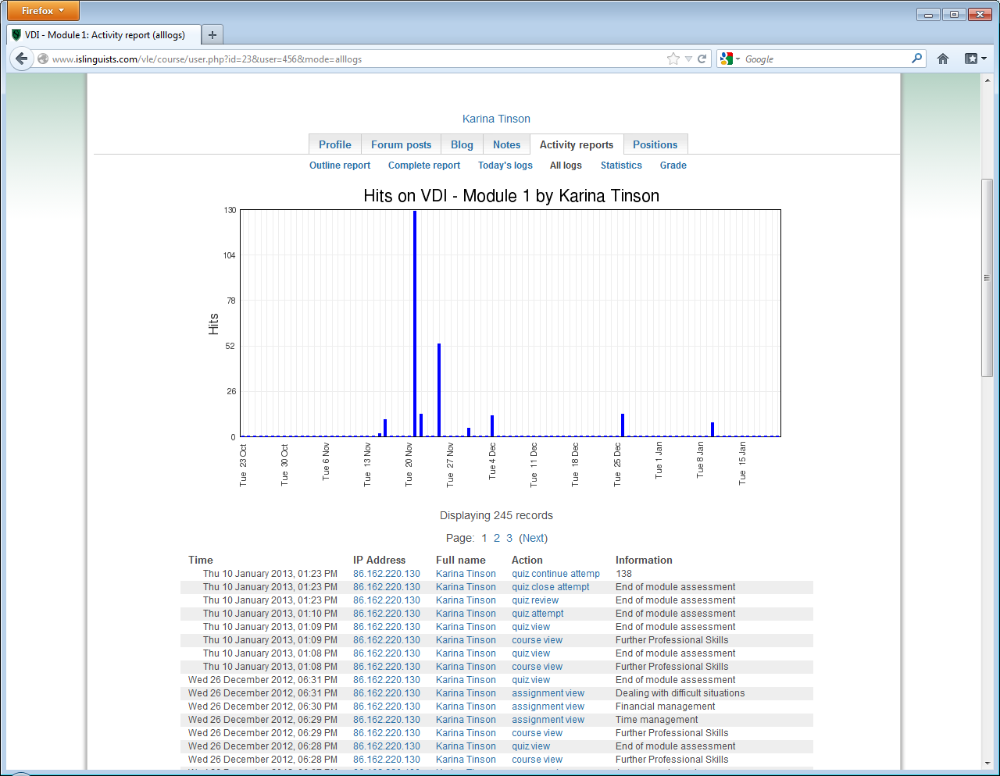 Firefox
VDI - Module 1: Activity report (alllogs)
www.islinguists.com/vle/course/user.php?id=23&user=456&mode=alllogs
Google
Karina Tinson
Profile Forum posts Blog Notes Activity reports Positions
Outline report Complete report Today's logs All logs Statistics Grade
Hits on VDI - Module 1 by Karina Tinson
130
104
78
Hits
52
26
0
Tue 23 Oct Tue 30 Oct Tue 6 Nov Tue 13 Nov Tue 20 Nov Tue 27 Nov Tue 4 Dec Tue 11 Dec Tue 18 Dec Tue 25 Dec Tue 1 Jan Tue 8 Jan Tue 15 Jan
Displaying 245 records
Page: 1 2 3 (Next)
Time IP Address Full name Action Information
Thu 10 January 2013, 01:23 PM 86.162.220.130 Karina Tinson quiz continue attemp 138
Thu 10 January 2013, 01:23 PM 86.162.220.130 Karina Tinson quiz close attempt End of module assessment
Thu 10 January 2013, 01:23 PM 86.162.220.130 Karina Tinson quiz review End of module assessment
Thu 10 January 2013, 01:10 PM 86.162.220.130 Karina Tinson quiz attempt End of module assessment
Thu 10 January 2013, 01:09 PM 86.162.220.130 Karina Tinson quiz view End of module assessment
Thu 10 January 2013, 01:09 PM 86.162.220.130 Karina Tinson course view Further Professional Skills
Thu 10 January 2013, 01:08 PM 86.162.220.130 Karina Tinson quiz view End of module assessment
Thu 10 January 2013, 01:08 PM 86.162.220.130 Karina Tinson course view Further Professional Skills
Wed 26 December 2012, 06:31 PM 86.162.220.130 Karina Tinson quiz view End of module assessment
Wed 26 December 2012, 06:31 PM 86.162.220.130 Karina Tinson assignment view Dealing with difficult situations
Wed 26 December 2012, 06:30 PM 86.162.220.130 Karina Tinson assignment view Financial management
Wed 26 December 2012, 06:29 PM 86.162.220.130 Karina Tinson assignment view Time management
Wed 26 December 2012, 06:29 PM 86.162.220.130 Karina Tinson course view Further Professional Skills
Wed 26 December 2012, 06:28 PM 86.162.220.130 Karina Tinson quiz view End of module assessment
Wed 26 December 2012, 06:28 PM 86.162.220.130 Karina Tinson course view Further Professional Skills